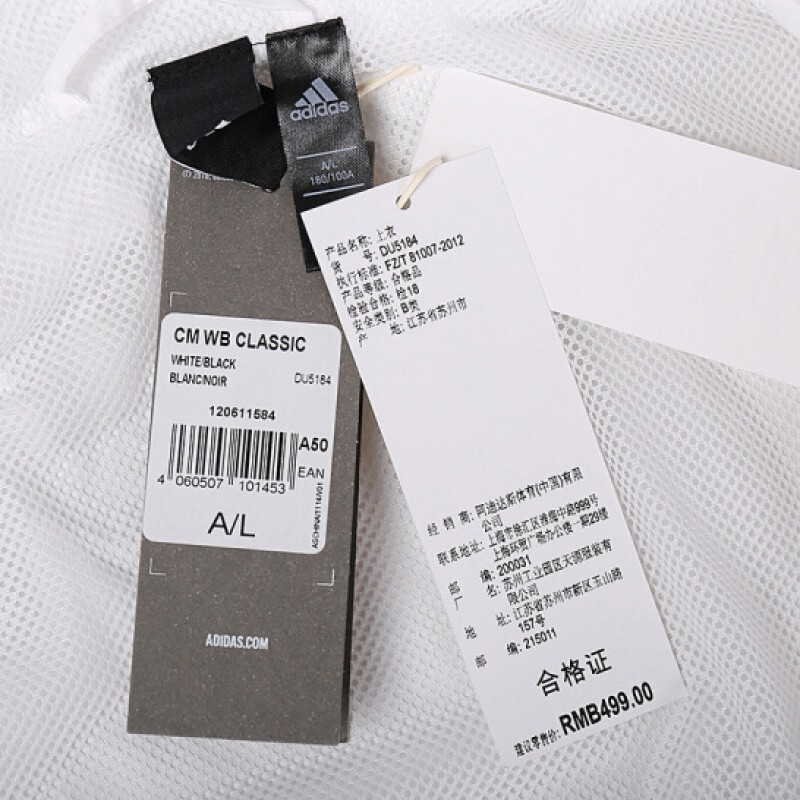 adidas
A/L
180/100A
CM WB CLASSIC
WHITE/BLACK
BLANC/NOIR
DU5184
120611584
A50
EAN
4 060507 101453
A/L
ADIDAS.COM
产品名称: 上衣
货 号: DU5184
执行标准: FZ/T 81007-2012
产品等级: 合格品
检验合格: 检18
安全类别: B类
产 地: 江苏省苏州市
经 销 商: 阿迪达斯体育(中国)有限
公司
联系地址: 上海市徐汇区淮海中路999号
上海环贸广场办公楼一期29楼
邮 编: 200031
厂 名: 苏州工业园区天源服装有
限公司
地 址: 江苏省苏州市新区玉山路
157号
邮 编: 215011
合格证
建议零售价: RMB499.00